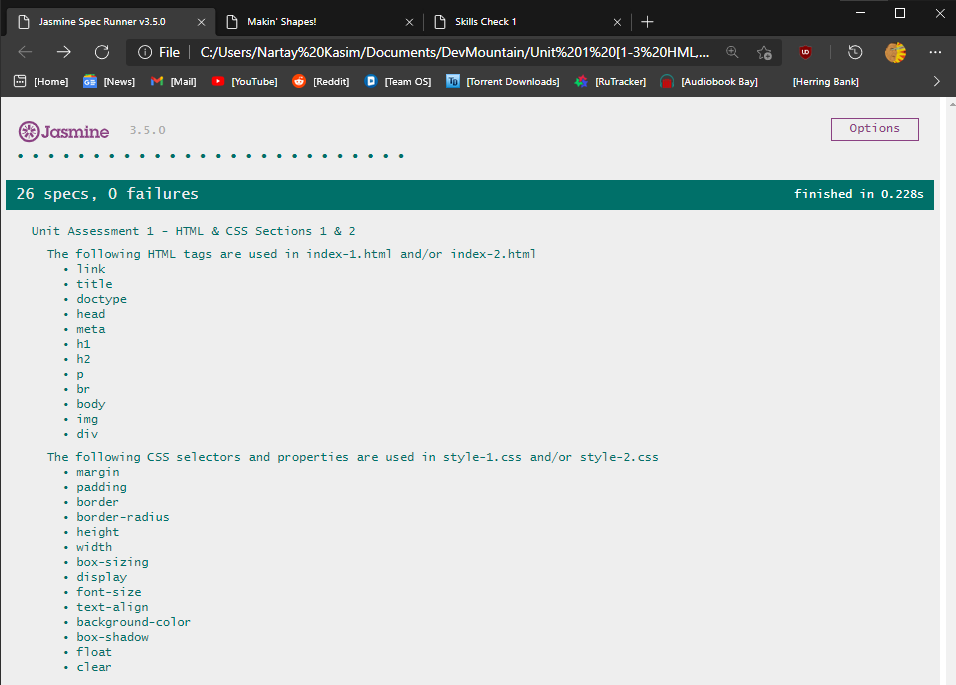 Jasmine Spec Runner v3.5.0
Makin' Shapes!
Skills Check 1
File
C:/Users/Nartay%20Kasim/Documents/DevMountain/Unit%201%20[1-3%20HML,...
[Home] GE [News] [Mail] [YouTube] [Reddit] [Team OS] [Torrent Downloads] [RuTracker] [Audiobook Bay] [Herring Bank]
Jasmine 3.5.0
Options
26 specs, 0 failures
finished in 0.228s
Unit Assessment 1 - HTML & CSS Sections 1 & 2
The following HTML tags are used in index-1.html and/or index-2.html
• link
• title
• doctype
• head
• meta
• h1
• h2
• p
• br
• body
• img
• div
The following CSS selectors and properties are used in style-1.css and/or style-2.css
• margin
• padding
• border
• border-radius
• height
• width
• box-sizing
• display
• font-size
• text-align
• background-color
• box-shadow
• float
• clear